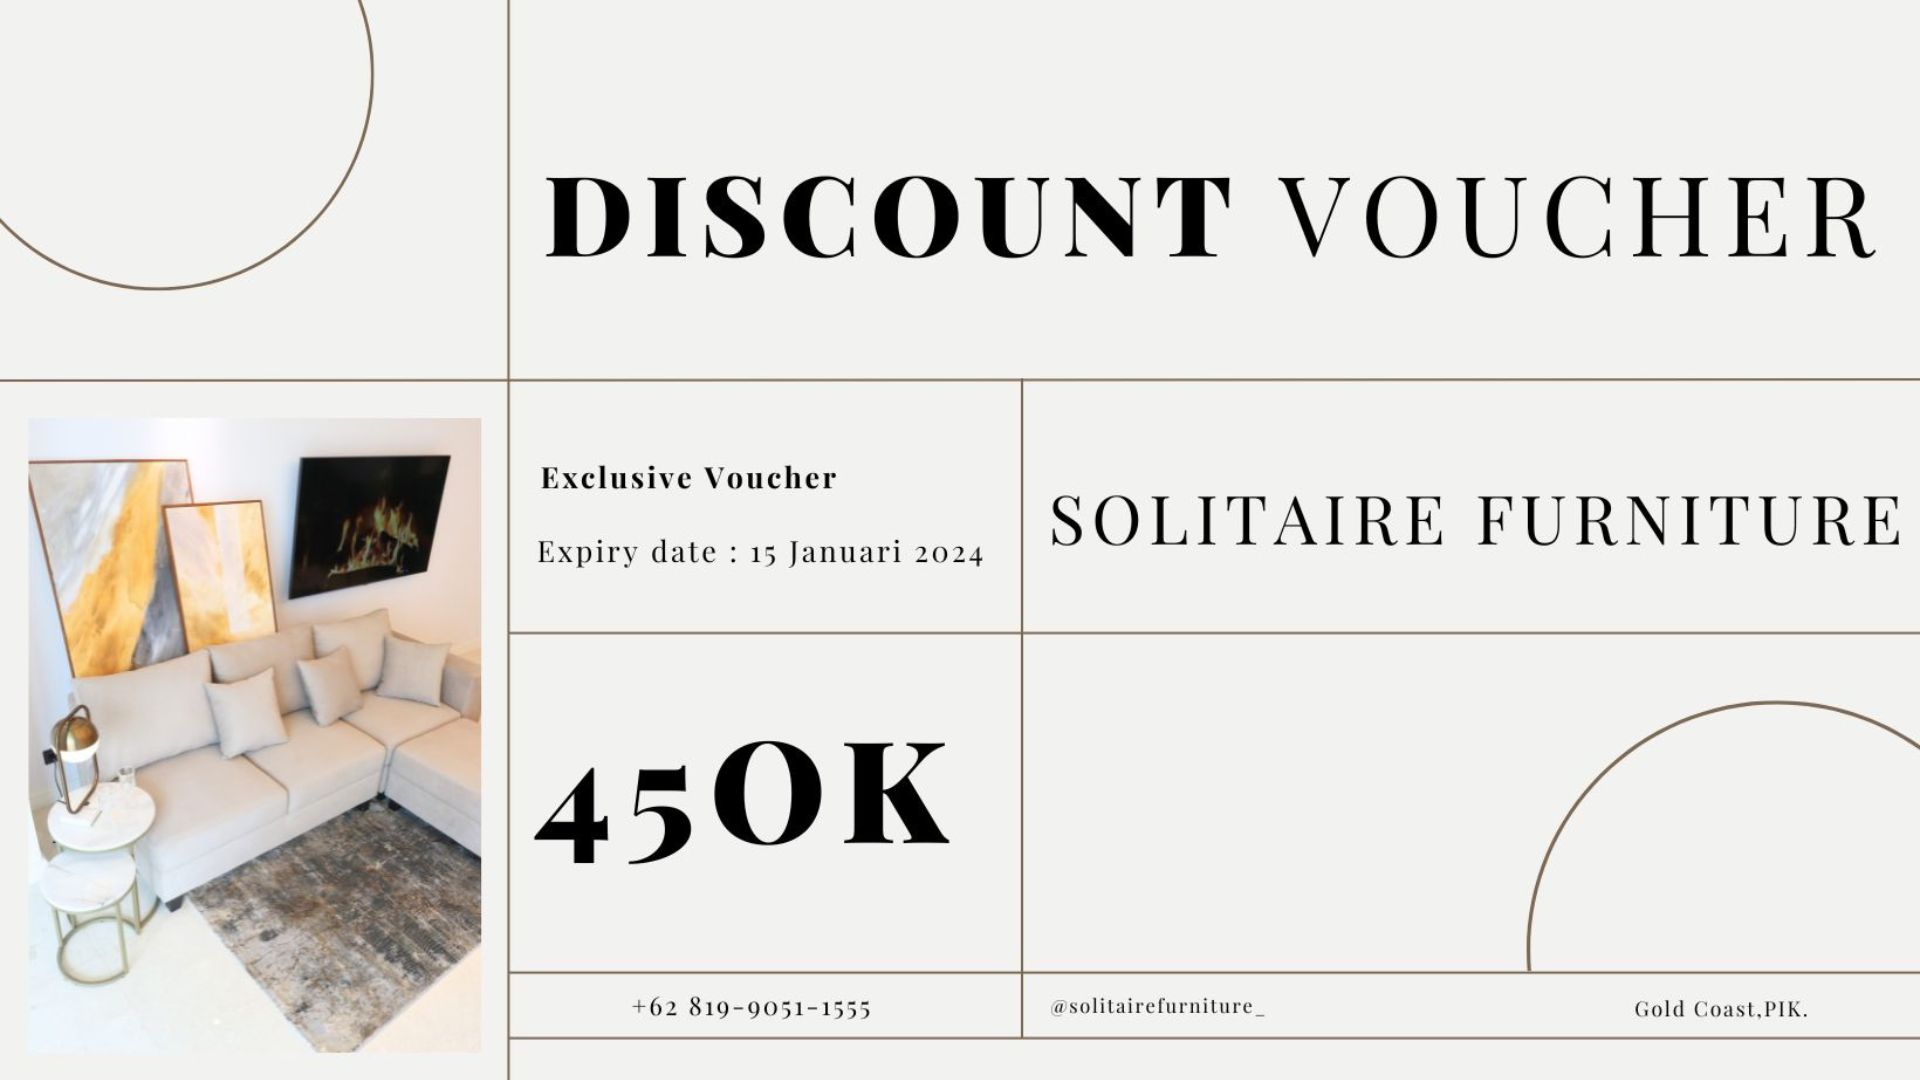 DISCOUNT VOUCHER
Exclusive Voucher
Expiry date : 15 Januari 2024
SOLITAIRE FURNITURE
450K
+62 819-9051-1555
@solitairefurniture_
Gold Coast,PIK.